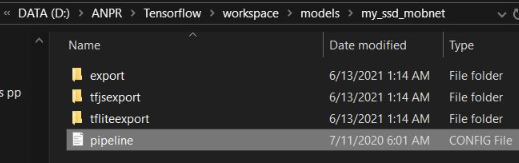 « DATA (D:) › ANPR › Tensorflow › workspace › models › my_ssd_mobnet
Name Date modified Type
export 6/13/2021 1:14 AM File folder
s pp tfjsexport 6/13/2021 1:14 AM File folder
tfliteexport 6/13/2021 1:14 AM File folder
pipeline 7/11/2020 6:01 AM CONFIG File